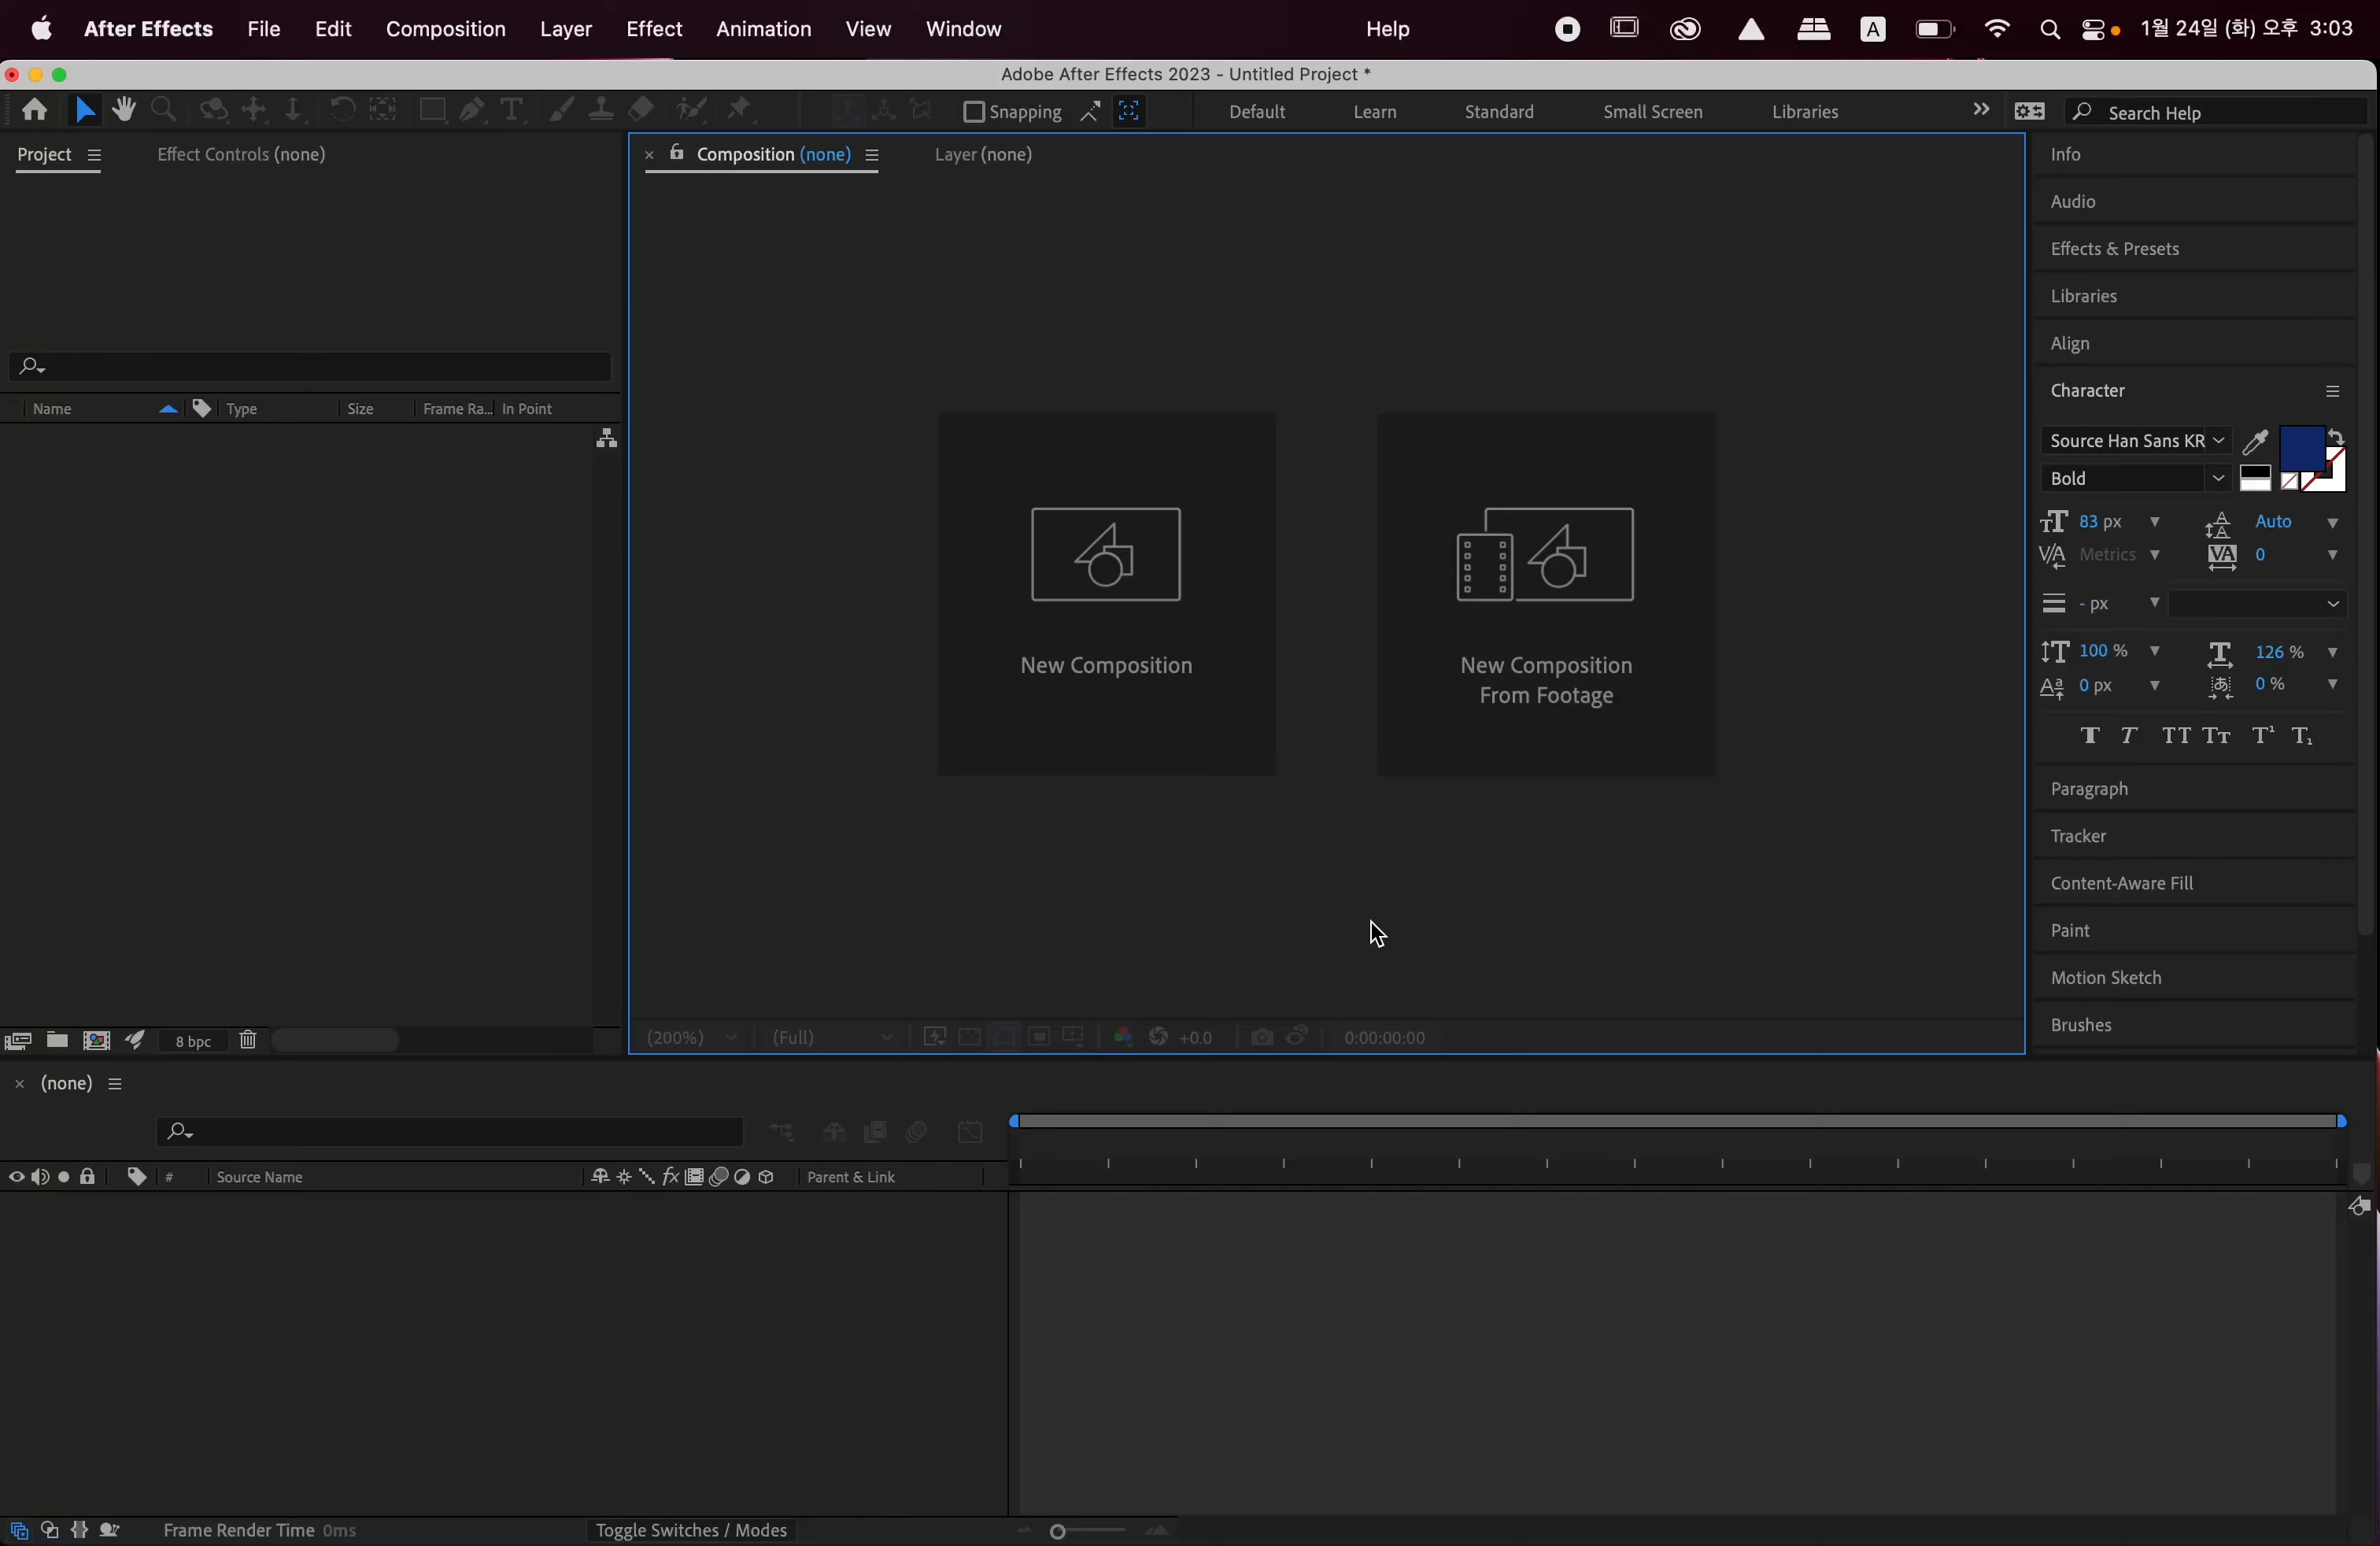 After Effects File Edit Composition Layer Effect Animation View Window Help A 1월 24일 (화) 오후 3:03
Adobe After Effects 2023 - Untitled Project *
Snapping Default Learn Standard Small Screen Libraries Search Help
Project Effect Controls (none)
Composition (none) Layer (none)
Name Type Size Frame Ra... In Point
New Composition
New Composition
From Footage
Info
Audio
Effects & Presets
Libraries
Align
Character
Source Han Sans KR
Bold
83 px Auto
Metrics 0
- px
100 % 126 %
0 px 0 %
Paragraph
Tracker
Content-Aware Fill
Paint
Motion Sketch
Brushes
8 bpc
(200%) (Full) +0.0 0:00:00:00
(none)
# Source Name fx Parent & Link
Frame Render Time 0ms Toggle Switches / Modes